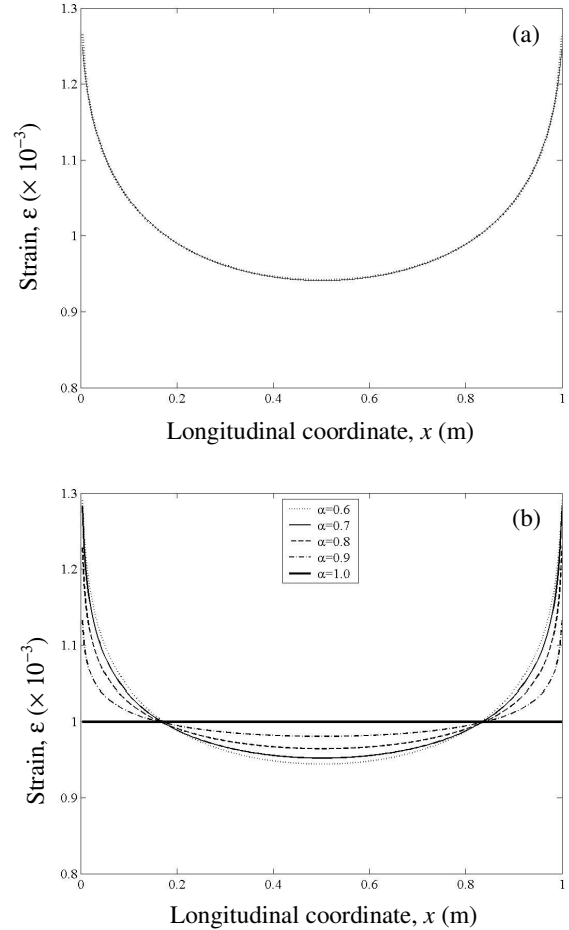 1.3
(a)
1.2
1.1
1
0.9
0.8
Strain, ε (× 10⁻³)
0 0.2 0.4 0.6 0.8 1
Longitudinal coordinate, x (m)
1.3
(b)
α=0.6
α=0.7
α=0.8
α=0.9
α=1.0
1.2
1.1
1
0.9
0.8
Strain, ε (× 10⁻³)
0 0.2 0.4 0.6 0.8 1
Longitudinal coordinate, x (m)